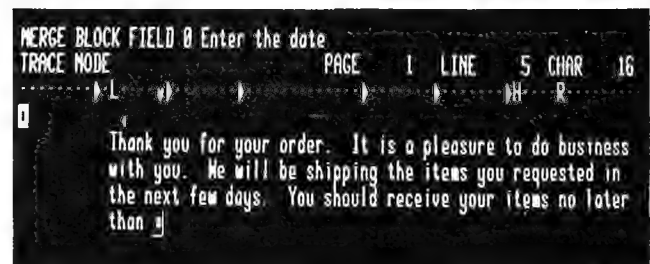 MERGE BLOCK FIELD 0 Enter the date
TRACE MODE PAGE 1 LINE 5 CHAR 16
L H R
Thank you for your order. It is a pleasure to do business
with you. We will be shipping the items you requested in
the next few days. You should receive your items no later
than